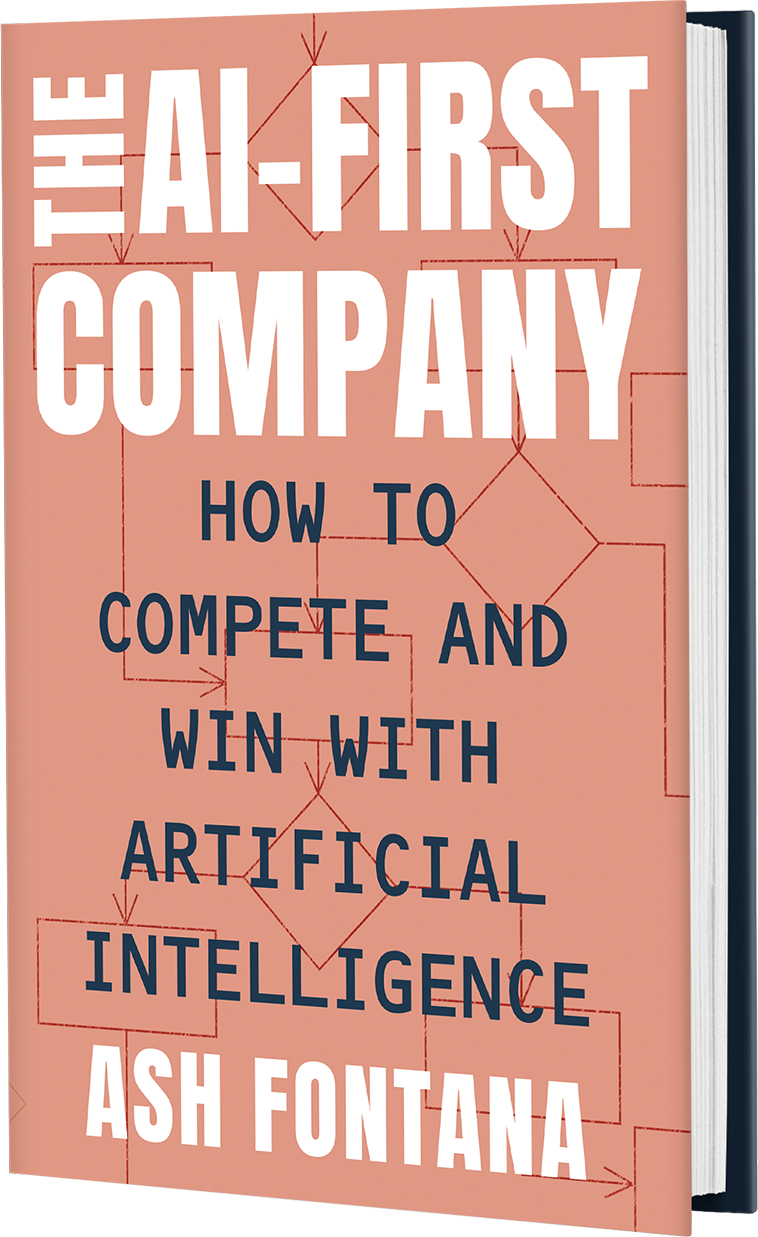 THE AI-FIRST
COMPANY
HOW TO
COMPETE AND
WIN WITH
ARTIFICIAL
INTELLIGENCE
ASH FONTANA